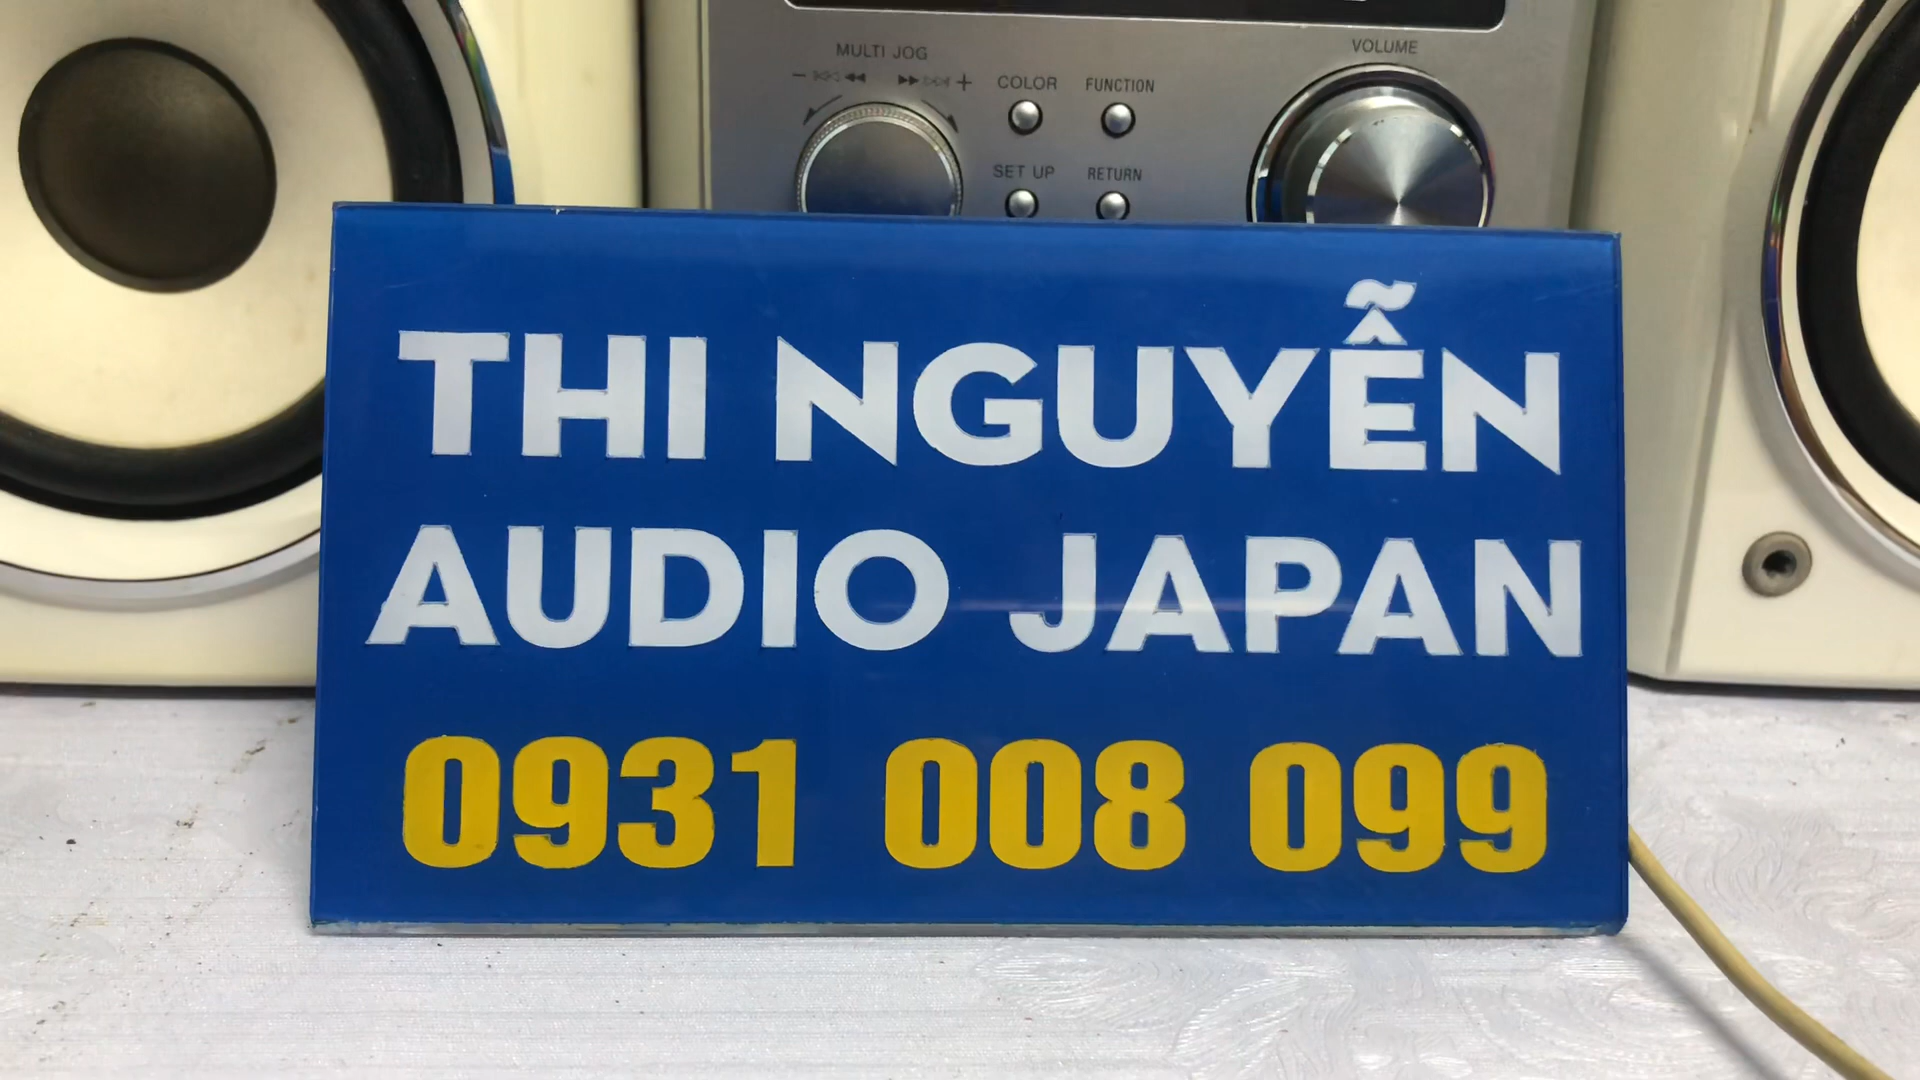 MULTI JOG
VOLUME
COLOR
FUNCTION
SET UP
RETURN
THI NGUYỄN
AUDIO JAPAN
0931 008 099